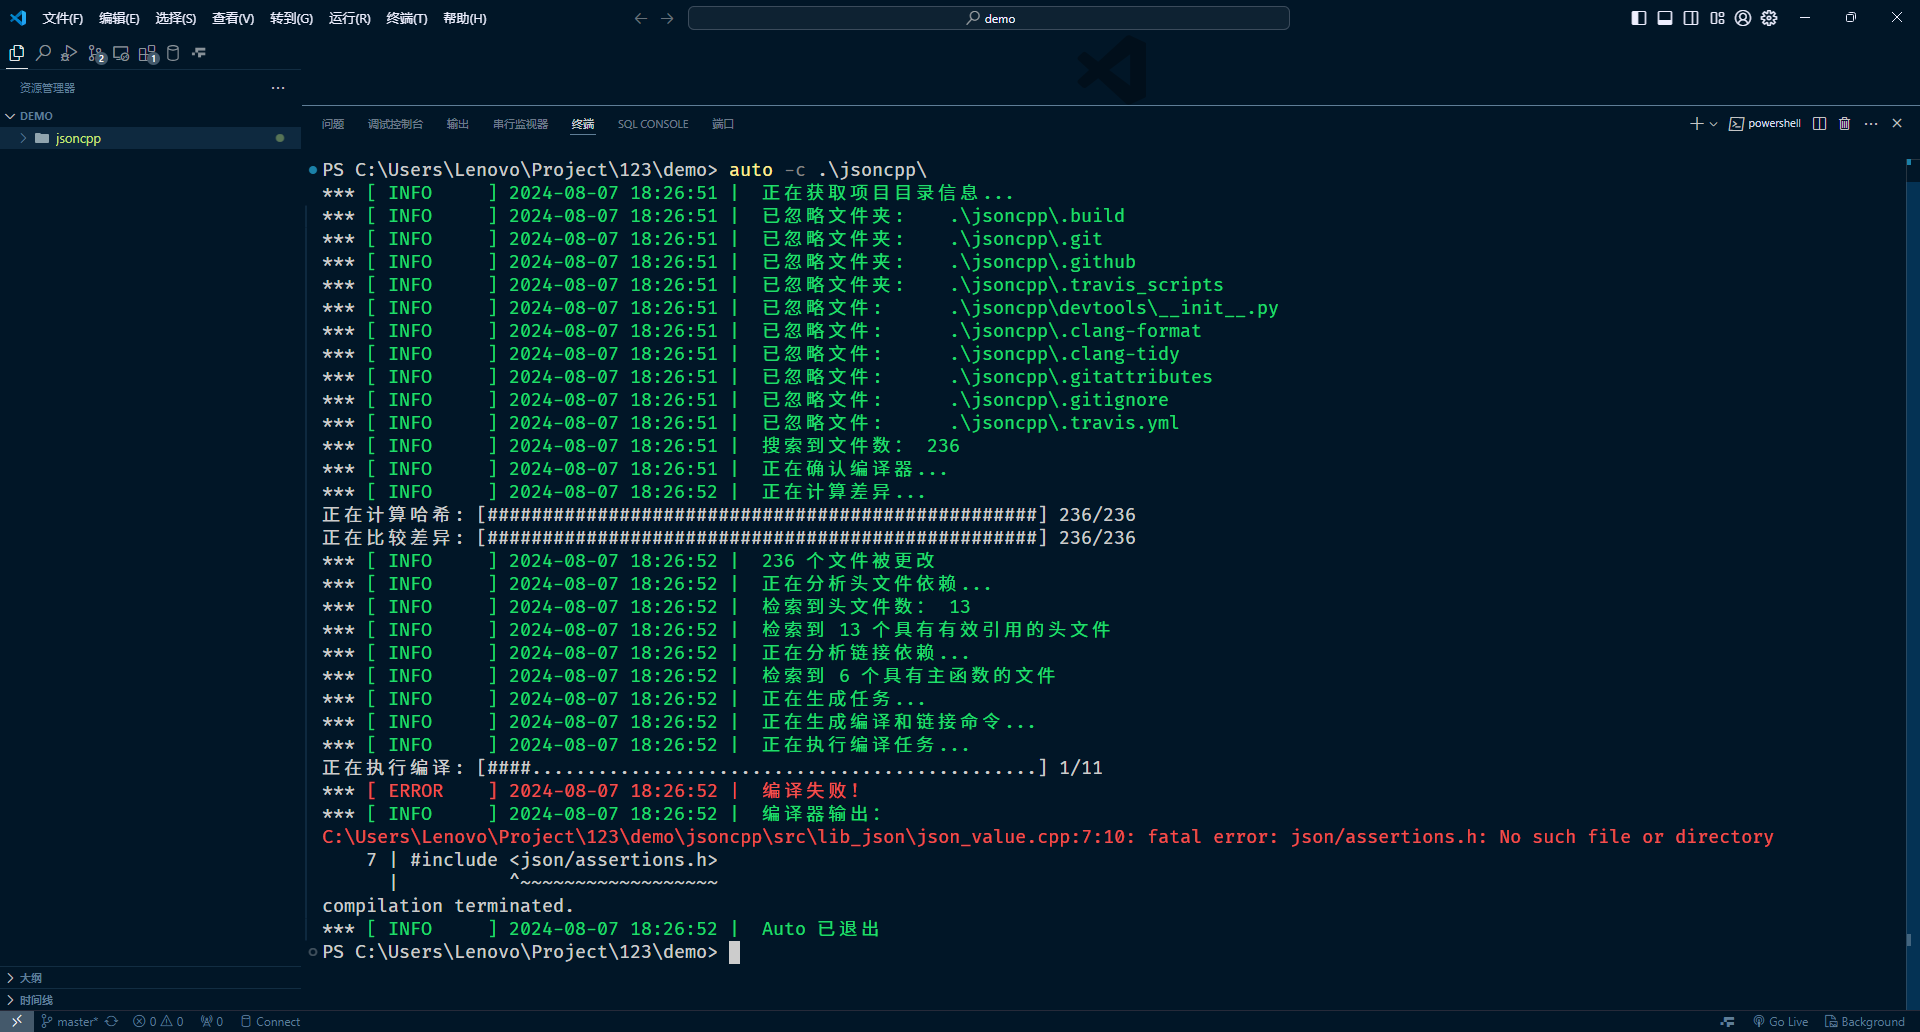 文件(F) 编辑(E) 选择(S) 查看(V) 转到(G) 运行(R) 终端(T) 帮助(H) demo
2 1
资源管理器
DEMO
jsoncpp
问题 调试控制台 输出 串行监视器 终端 SQL CONSOLE 端口 powershell
PS C:\Users\Lenovo\Project\123\demo> auto -c .\jsoncpp\
*** [ INFO     ] 2024-08-07 18:26:51 |  正在获取项目目录信息...
*** [ INFO     ] 2024-08-07 18:26:51 |  已忽略文件夹:    .\jsoncpp\.build
*** [ INFO     ] 2024-08-07 18:26:51 |  已忽略文件夹:    .\jsoncpp\.git
*** [ INFO     ] 2024-08-07 18:26:51 |  已忽略文件夹:    .\jsoncpp\.github
*** [ INFO     ] 2024-08-07 18:26:51 |  已忽略文件夹:    .\jsoncpp\.travis_scripts
*** [ INFO     ] 2024-08-07 18:26:51 |  已忽略文件:      .\jsoncpp\devtools\__init__.py
*** [ INFO     ] 2024-08-07 18:26:51 |  已忽略文件:      .\jsoncpp\.clang-format
*** [ INFO     ] 2024-08-07 18:26:51 |  已忽略文件:      .\jsoncpp\.clang-tidy
*** [ INFO     ] 2024-08-07 18:26:51 |  已忽略文件:      .\jsoncpp\.gitattributes
*** [ INFO     ] 2024-08-07 18:26:51 |  已忽略文件:      .\jsoncpp\.gitignore
*** [ INFO     ] 2024-08-07 18:26:51 |  已忽略文件:      .\jsoncpp\.travis.yml
*** [ INFO     ] 2024-08-07 18:26:51 |  搜索到文件数:  236
*** [ INFO     ] 2024-08-07 18:26:51 |  正在确认编译器...
*** [ INFO     ] 2024-08-07 18:26:52 |  正在计算差异...
正在计算哈希: [##################################################] 236/236
正在比较差异: [##################################################] 236/236
*** [ INFO     ] 2024-08-07 18:26:52 |  236 个文件被更改
*** [ INFO     ] 2024-08-07 18:26:52 |  正在分析头文件依赖...
*** [ INFO     ] 2024-08-07 18:26:52 |  检索到头文件数:  13
*** [ INFO     ] 2024-08-07 18:26:52 |  检索到 13 个具有有效引用的头文件
*** [ INFO     ] 2024-08-07 18:26:52 |  正在分析链接依赖...
*** [ INFO     ] 2024-08-07 18:26:52 |  检索到 6 个具有主函数的文件
*** [ INFO     ] 2024-08-07 18:26:52 |  正在生成任务...
*** [ INFO     ] 2024-08-07 18:26:52 |  正在生成编译和链接命令...
*** [ INFO     ] 2024-08-07 18:26:52 |  正在执行编译任务...
正在执行编译: [####..............................................] 1/11
*** [ ERROR    ] 2024-08-07 18:26:52 |  编译失败!
*** [ INFO     ] 2024-08-07 18:26:52 |  编译器输出:
C:\Users\Lenovo\Project\123\demo\jsoncpp\src\lib_json\json_value.cpp:7:10: fatal error: json/assertions.h: No such file or directory
    7 | #include <json/assertions.h>
      |          ^~~~~~~~~~~~~~~~~~~
compilation terminated.
*** [ INFO     ] 2024-08-07 18:26:52 |  Auto 已退出
PS C:\Users\Lenovo\Project\123\demo>
大纲
时间线
master* 0 0 0 Connect Go Live Background